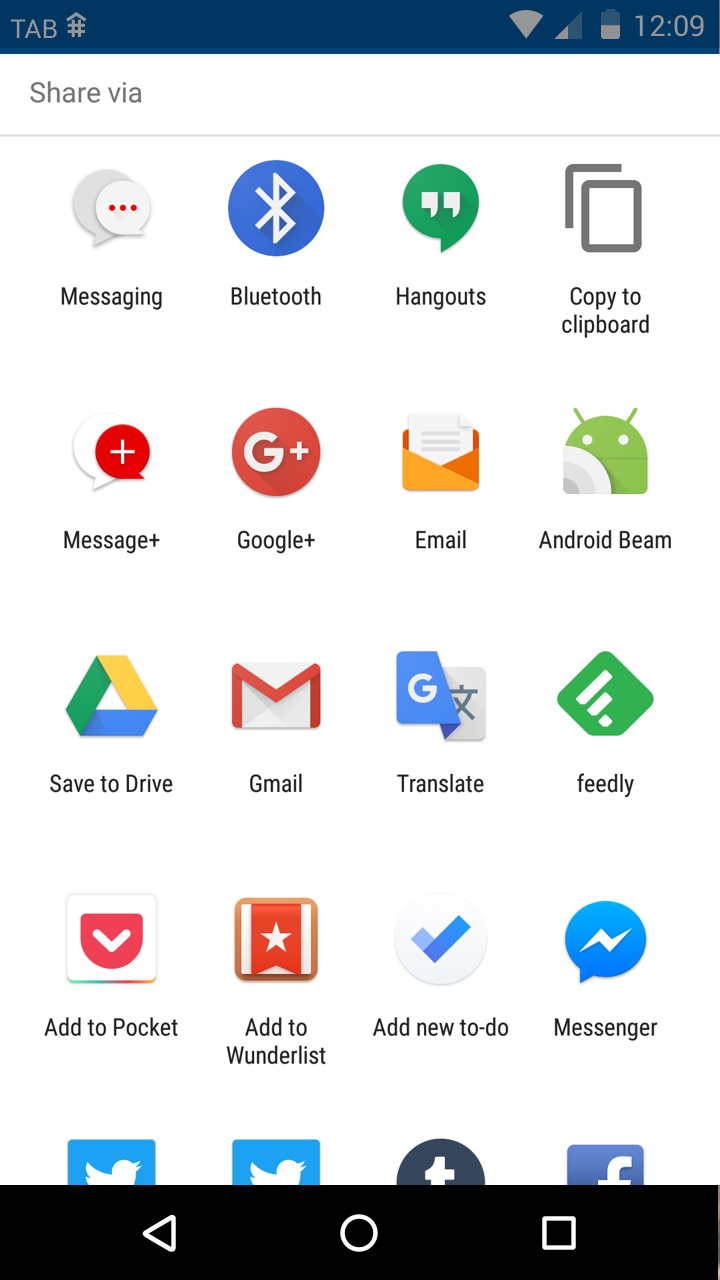 TAB
12:09
Share via
Messaging
Bluetooth
Hangouts
Copy to
clipboard
Message+
Google+
Email
Android Beam
G
文
Save to Drive
Gmail
Translate
feedly
Add to Pocket
Add to
Wunderlist
Add new to-do
Messenger